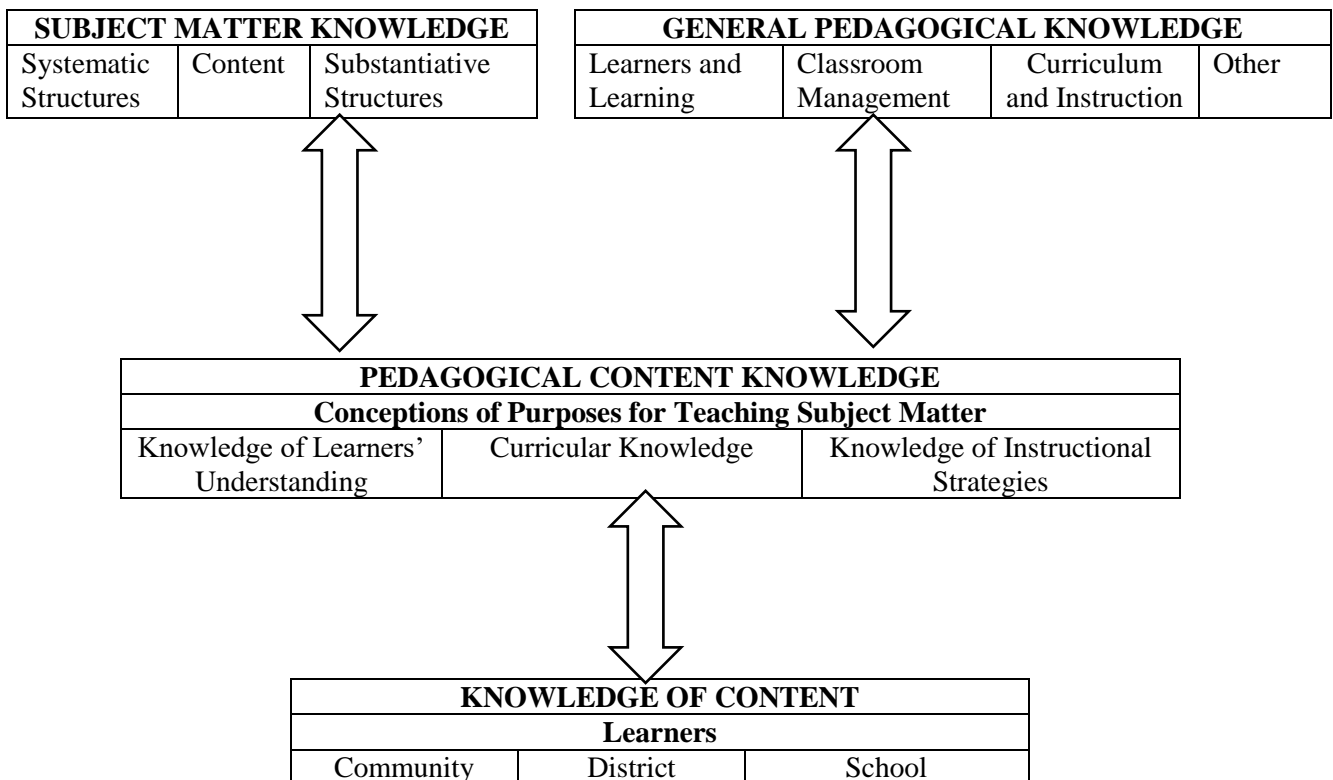 SUBJECT MATTER KNOWLEDGE
Systematic Structures
Content
Substantiative Structures
GENERAL PEDAGOGICAL KNOWLEDGE
Learners and Learning
Classroom Management
Curriculum and Instruction
Other
PEDAGOGICAL CONTENT KNOWLEDGE
Conceptions of Purposes for Teaching Subject Matter
Knowledge of Learners’ Understanding
Curricular Knowledge
Knowledge of Instructional Strategies
KNOWLEDGE OF CONTENT
Learners
Community
District
School